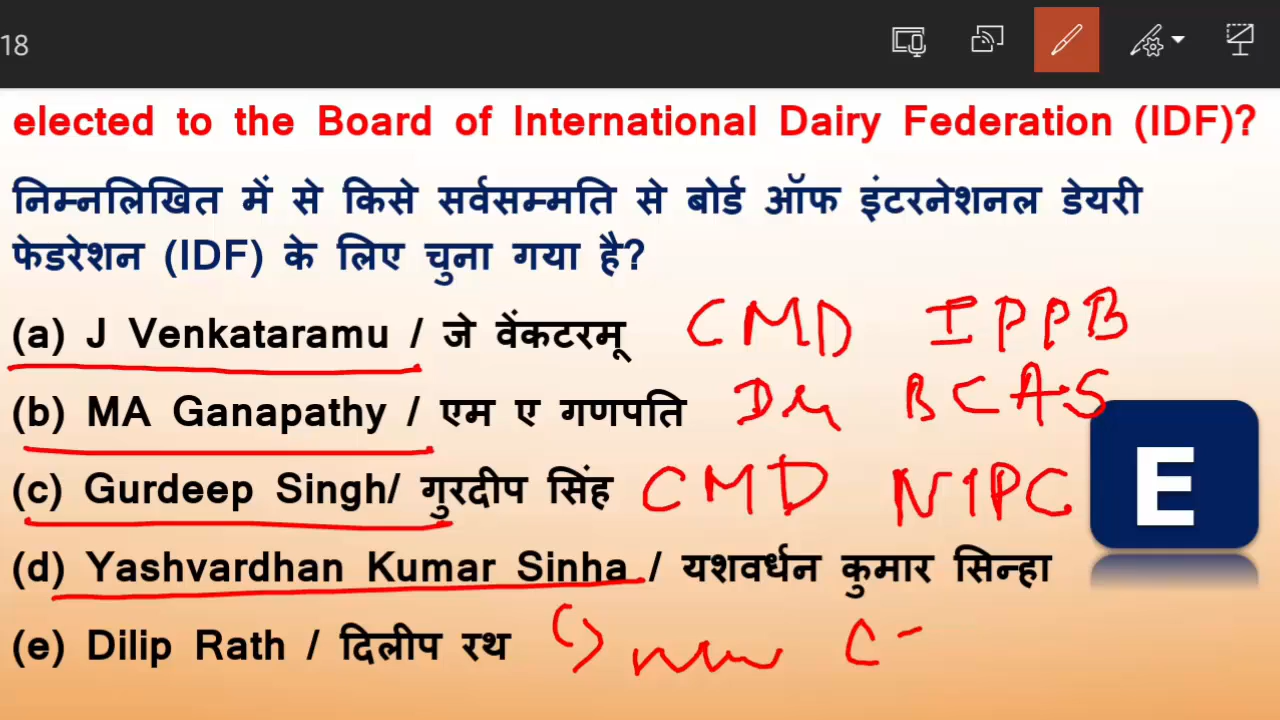 18
elected to the Board of International Dairy Federation (IDF)?
निम्नलिखित में से किसे सर्वसम्मति से बोर्ड ऑफ इंटरनेशनल डेयरी
फेडरेशन (IDF) के लिए चुना गया है?
(a) J Venkataramu / जे वेंकटरमू CMD IPPB
(b) MA Ganapathy / एम ए गणपति BCAS
(c) Gurdeep Singh/ गुरदीप सिंह CMD NIPC
E
(d) Yashvardhan Kumar Sinha / यशवर्धन कुमार सिन्हा
(e) Dilip Rath / दिलीप रथ